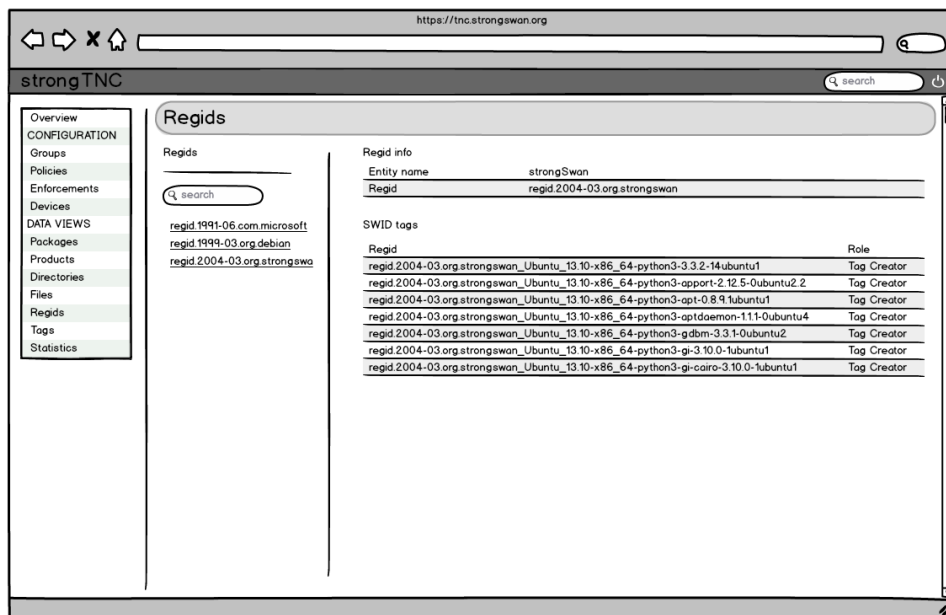 https://tnc.strongswan.org
strongTNC
search
Overview
CONFIGURATION
Groups
Policies
Enforcements
Devices
DATA VIEWS
Packages
Products
Directories
Files
Regids
Tags
Statistics
Regids
Regids
search
regid.1991-06.com.microsoft
regid.1999-03.org.debian
regid.2004-03.org.strongswa
Regid info
Entity name strongSwan
Regid regid.2004-03.org.strongswan
SWID tags
Regid Role
regid.2004-03.org.strongswan_Ubuntu_13.10-x86_64-python3-3.3.2-14ubuntu1 Tag Creator
regid.2004-03.org.strongswan_Ubuntu_13.10-x86_64-python3-apport-2.12.5-0ubuntu2.2 Tag Creator
regid.2004-03.org.strongswan_Ubuntu_13.10-x86_64-python3-apt-0.8.9.1ubuntu1 Tag Creator
regid.2004-03.org.strongswan_Ubuntu_13.10-x86_64-python3-aptdaemon-1.1.1-0ubuntu4 Tag Creator
regid.2004-03.org.strongswan_Ubuntu_13.10-x86_64-python3-gdbm-3.3.1-0ubuntu2 Tag Creator
regid.2004-03.org.strongswan_Ubuntu_13.10-x86_64-python3-gi-3.10.0-1ubuntu1 Tag Creator
regid.2004-03.org.strongswan_Ubuntu_13.10-x86_64-python3-gi-cairo-3.10.0-1ubuntu1 Tag Creator